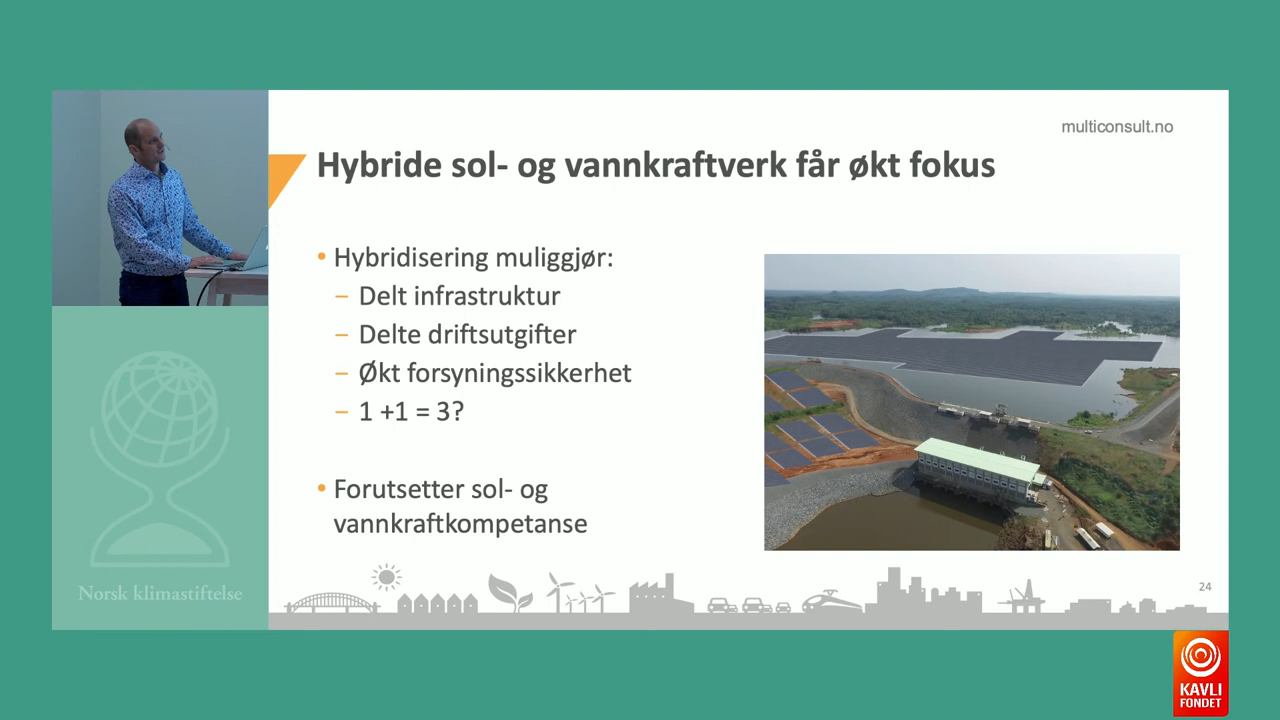 multiconsult.no
Hybride sol- og vannkraftverk får økt fokus
• Hybridisering muliggjør:
– Delt infrastruktur
– Delte driftsutgifter
– Økt forsyningssikkerhet
– 1 +1 = 3?
• Forutsetter sol- og
vannkraftkompetanse
Norsk klimastiftelse
24
KAVLI
FONDET